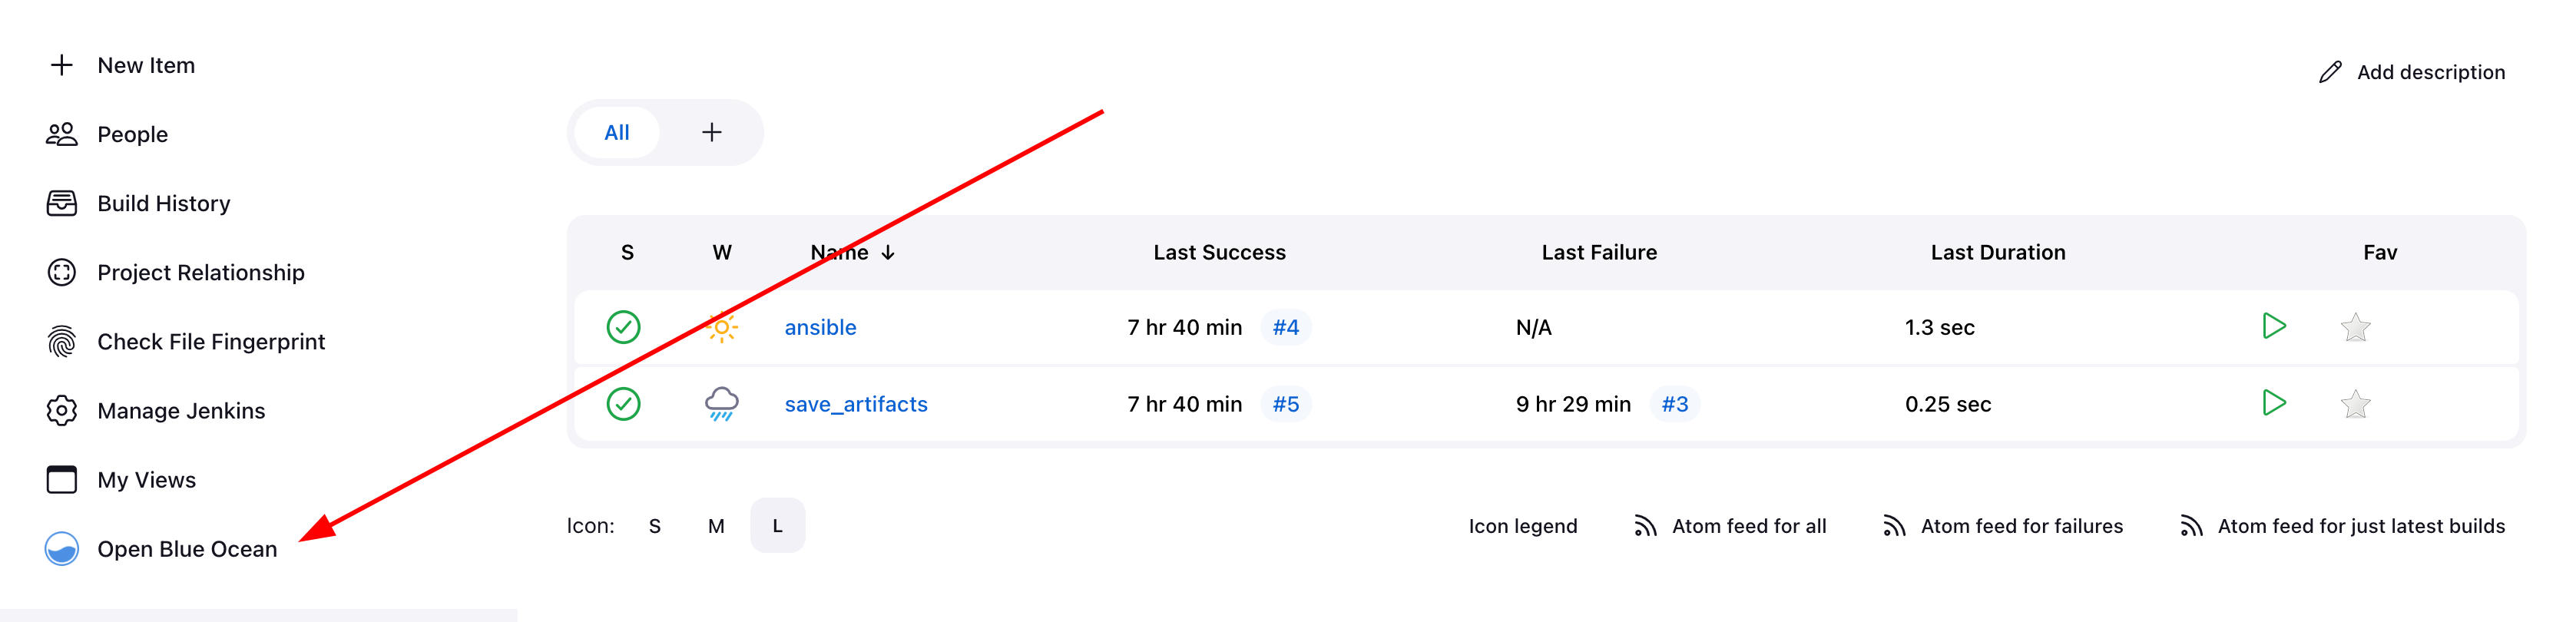 New Item
People
Build History
Project Relationship
Check File Fingerprint
Manage Jenkins
My Views
Open Blue Ocean
Add description
All +
S W Name ↓ Last Success Last Failure Last Duration Fav
ansible 7 hr 40 min #4 N/A 1.3 sec
save_artifacts 7 hr 40 min #5 9 hr 29 min #3 0.25 sec
Icon: S M L Icon legend Atom feed for all Atom feed for failures Atom feed for just latest builds